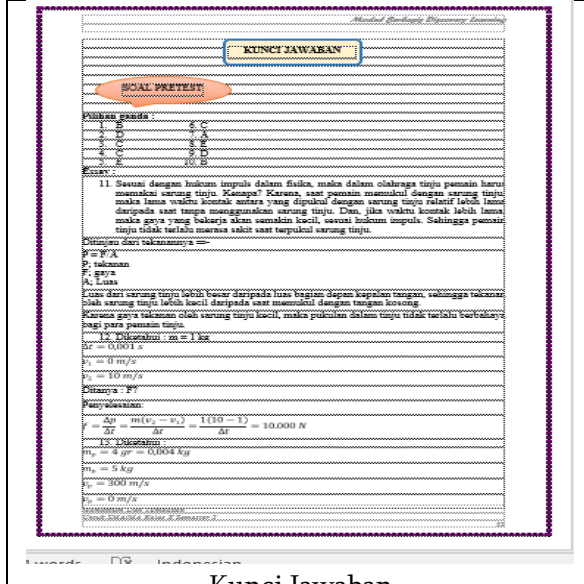 Modul Berbasis Discovery Learning
KUNCI JAWABAN
SOAL PRETEST
Pilihan ganda :
1. B 6. C
2. D 7. A
3. C 8. E
4. C 9. D
5. E 10. B
Essay :
11. Sesuai dengan hukum impuls dalam fisika, maka dalam olahraga tinju pemain harus
memakai sarung tinju. Kenapa? Karena, saat pemain memukul dengan sarung tinju
maka lama waktu kontak antara yang dipukul dengan sarung tinju relatif lebih lama
daripada saat tanpa menggunakan sarung tinju. Dan, jika waktu kontak lebih lama
maka gaya yang bekerja akan semakin kecil, sesuai hukum impuls. Sehingga pemain
tinju tidak terlalu merasa sakit saat terpukul sarung tinju.
Ditinjau dari tekanannya =>
P = F/A
P; tekanan
F; gaya
A; Luas
Luas dari sarung tinju lebih besar daripada luas bagian depan kepalan tangan, sehingga tekanan
oleh sarung tinju lebih kecil daripada saat memukul dengan tangan kosong.
Karena gaya tekanan oleh sarung tinju kecil, maka pukulan dalam tinju tidak terlalu berbahaya
bagi para pemain tinju.
12. Diketahui : m = 1 kg
Δt = 0,001 s
v₁ = 0 m/s
v₂ = 10 m/s
Ditanya : F?
Penyelesaian:
f = Δp/Δt = m(v₂ − v₁)/Δt = 1(10 − 1)/Δt = 10.000 N
13. Diketahui :
mₚ = 4 gr = 0,004 kg
m_b = 5 kg
vₚ = 300 m/s
v_b = 0 m/s
Momentum Dan Tumbukan
Untuk SMA/MA Kelas X Semester 2
words Indonesian
Kunci Jawaban